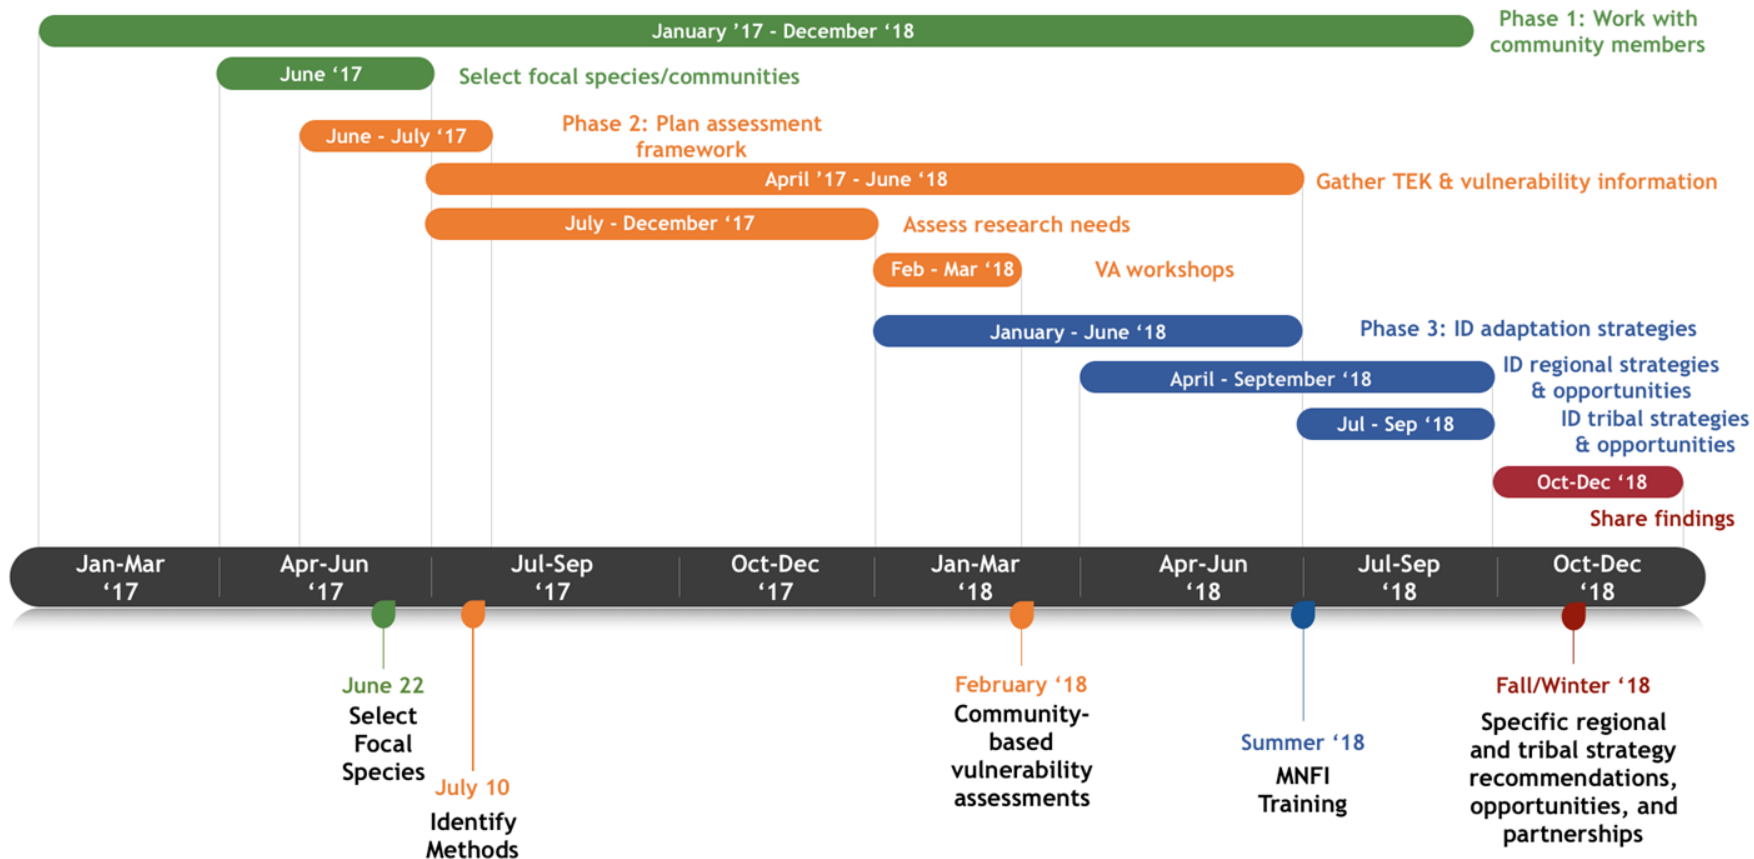 January ’17 - December ‘18
Phase 1: Work with
community members
June ‘17
Select focal species/communities
June - July ‘17
Phase 2: Plan assessment
framework
April ’17 - June ‘18
Gather TEK & vulnerability information
July - December ‘17
Assess research needs
Feb - Mar ‘18
VA workshops
January - June ‘18
Phase 3: ID adaptation strategies
April - September ‘18
ID regional strategies
& opportunities
Jul - Sep ‘18
ID tribal strategies
& opportunities
Oct-Dec ‘18
Share findings
Jan-Mar
‘17
Apr-Jun
‘17
Jul-Sep
‘17
Oct-Dec
‘17
Jan-Mar
‘18
Apr-Jun
‘18
Jul-Sep
‘18
Oct-Dec
‘18
June 22
Select
Focal
Species
July 10
Identify
Methods
February ‘18
Community-
based
vulnerability
assessments
Summer ‘18
MNFI
Training
Fall/Winter ‘18
Specific regional
and tribal strategy
recommendations,
opportunities, and
partnerships